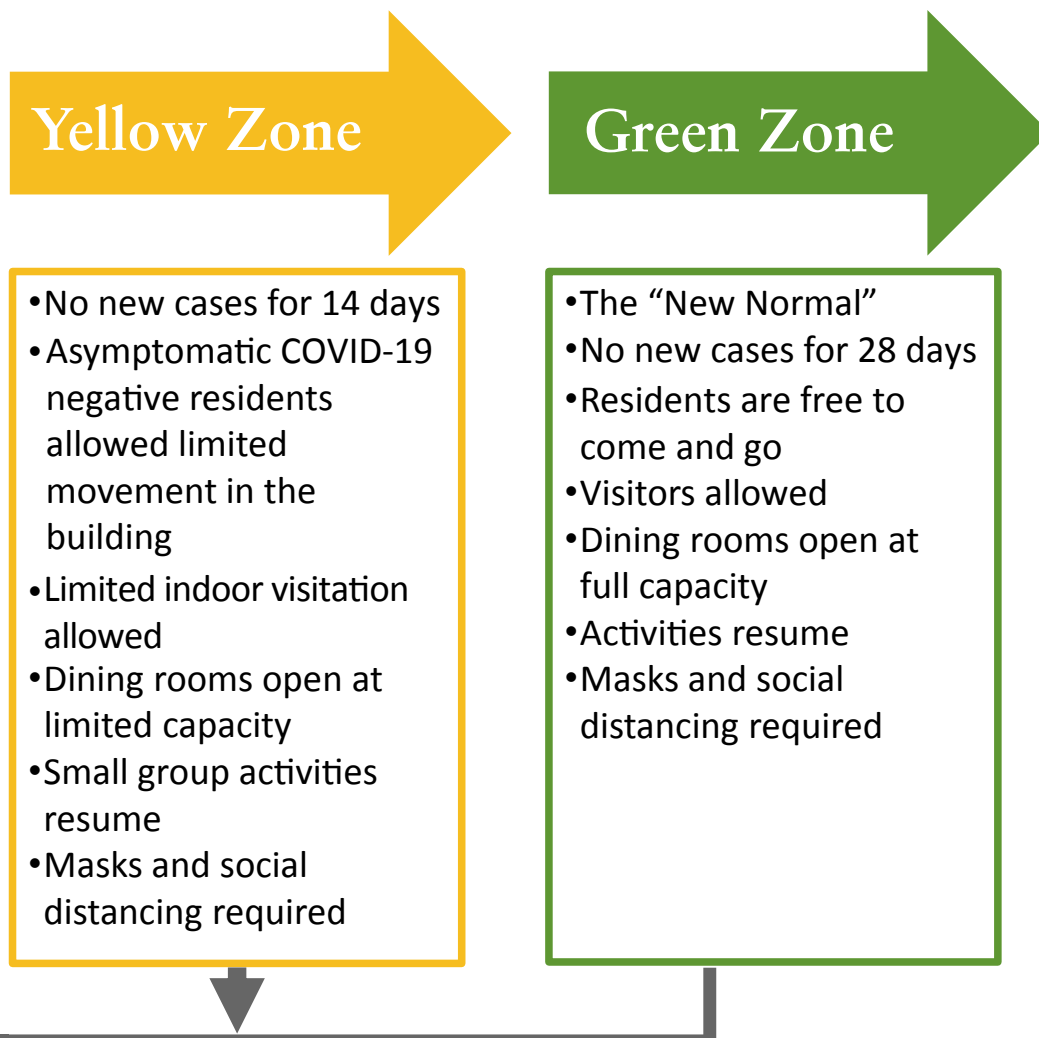 Yellow Zone
•No new cases for 14 days
•Asymptomatic COVID-19
negative residents
allowed limited
movement in the
building
•Limited indoor visitation
allowed
•Dining rooms open at
limited capacity
•Small group activities
resume
•Masks and social
distancing required
Green Zone
•The “New Normal”
•No new cases for 28 days
•Residents are free to
come and go
•Visitors allowed
•Dining rooms open at
full capacity
•Activities resume
•Masks and social
distancing required